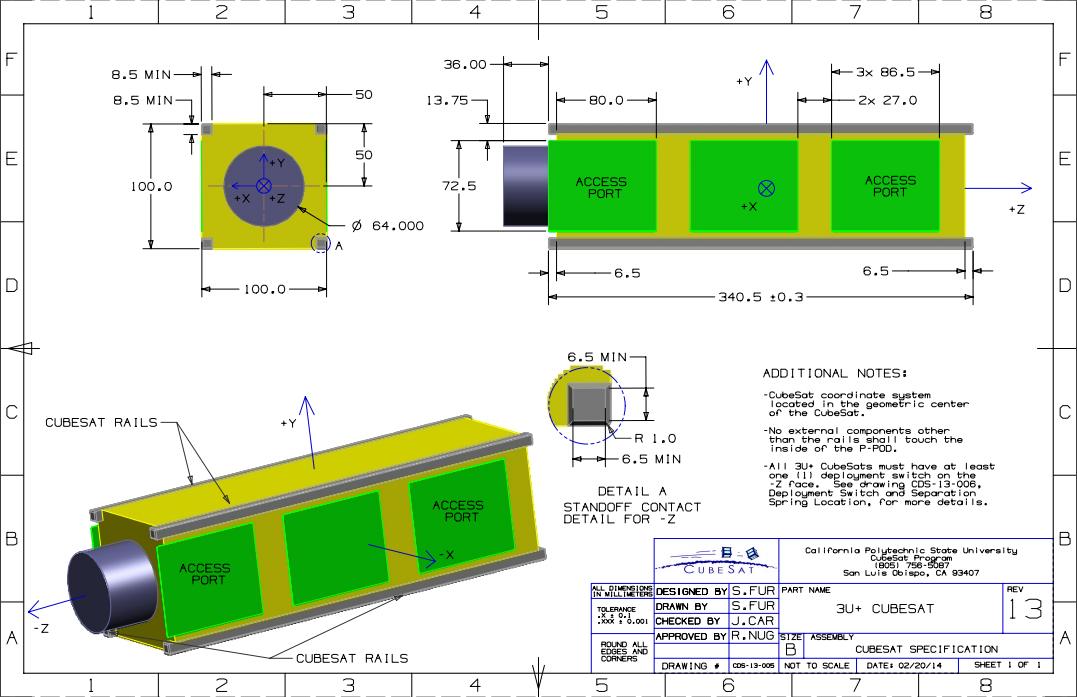 1 2 3 4 5 6 7 8
F
E
D
C
B
A
F
E
D
C
B
A
8.5 MIN
8.5 MIN
50
50
100.0
+Y
+X
+Z
Ø 64.000
A
100.0
36.00
13.75
80.0
+Y
3x 86.5
2x 27.0
72.5
ACCESS
PORT
+X
ACCESS
PORT
+Z
6.5
6.5
340.5 ±0.3
CUBESAT RAILS
+Y
ACCESS
PORT
ACCESS
PORT
-X
-Z
CUBESAT RAILS
6.5 MIN
R 1.0
6.5 MIN
DETAIL A
STANDOFF CONTACT
DETAIL FOR -Z
ADDITIONAL NOTES:
-CubeSat coordinate system
located in the geometric center
of the CubeSat.
-No external components other
than the rails shall touch the
inside of the P-POD.
-All 3U+ CubeSats must have at least
one (1) deployment switch on the
-Z face. See drawing CDS-13-006,
Deployment Switch and Separation
Spring Location, for more details.
CUBESAT
California Polytechnic State University
CubeSat Program
(805) 756-5087
San Luis Obispo, CA 93407
ALL DIMENSIONS
IN MILLIMETERS
TOLERANCE
.X ± 0.1
.XXX ± 0.001
ROUND ALL
EDGES AND
CORNERS
DESIGNED BY S.FUR
DRAWN BY S.FUR
CHECKED BY J.CAR
APPROVED BY R.NUG
DRAWING # CDS-13-005
PART NAME
3U+ CUBESAT
REV
13
SIZE
B
ASSEMBLY
CUBESAT SPECIFICATION
NOT TO SCALE
DATE: 02/20/14
SHEET 1 OF 1
1 2 3 4 5 6 7 8